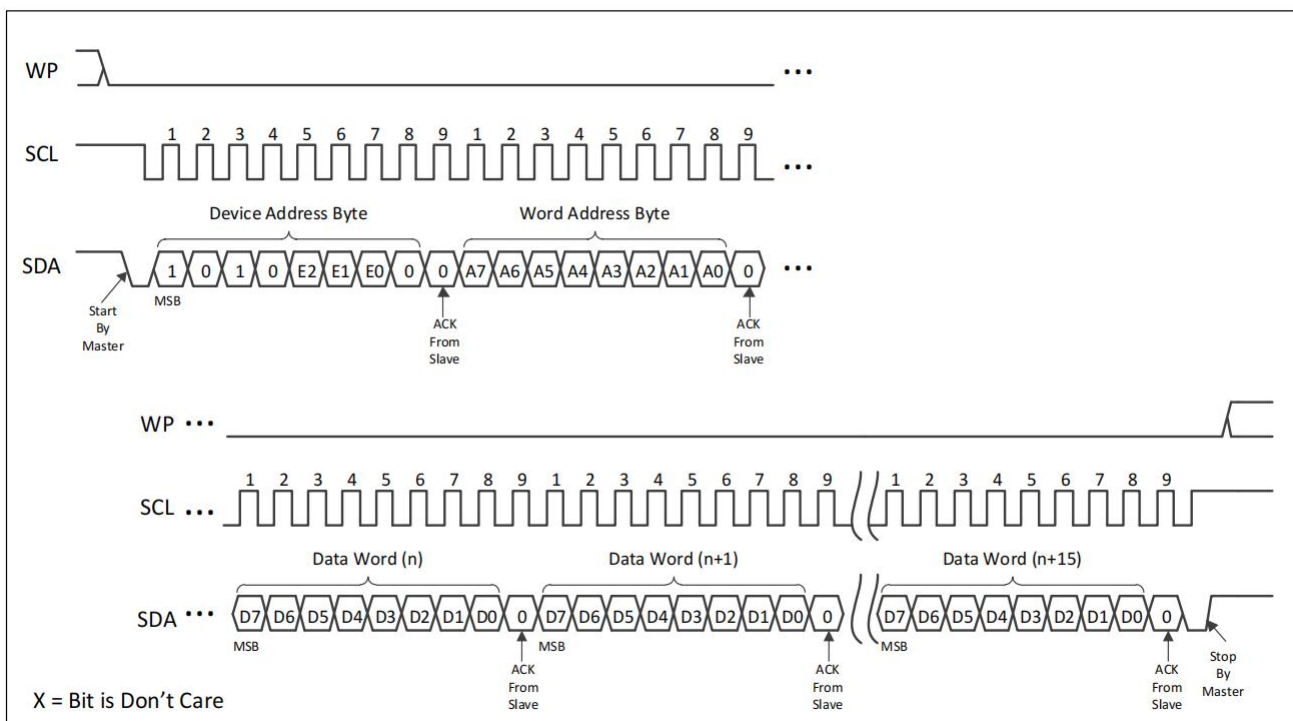 WP ...
SCL 1 2 3 4 5 6 7 8 9 1 2 3 4 5 6 7 8 9 ...
Device Address Byte Word Address Byte
SDA 1 0 1 0 E2 E1 E0 0 0 A7 A6 A5 A4 A3 A2 A1 A0 0 ...
MSB
Start
By
Master
ACK
From
Slave
ACK
From
Slave
WP ...
SCL ... 1 2 3 4 5 6 7 8 9 1 2 3 4 5 6 7 8 9 1 2 3 4 5 6 7 8 9
Data Word (n) Data Word (n+1) Data Word (n+15)
SDA ... D7 D6 D5 D4 D3 D2 D1 D0 0 D7 D6 D5 D4 D3 D2 D1 D0 0 D7 D6 D5 D4 D3 D2 D1 D0 0
MSB MSB MSB
ACK
From
Slave
ACK
From
Slave
ACK
From
Slave
Stop
By
Master
X = Bit is Don’t Care